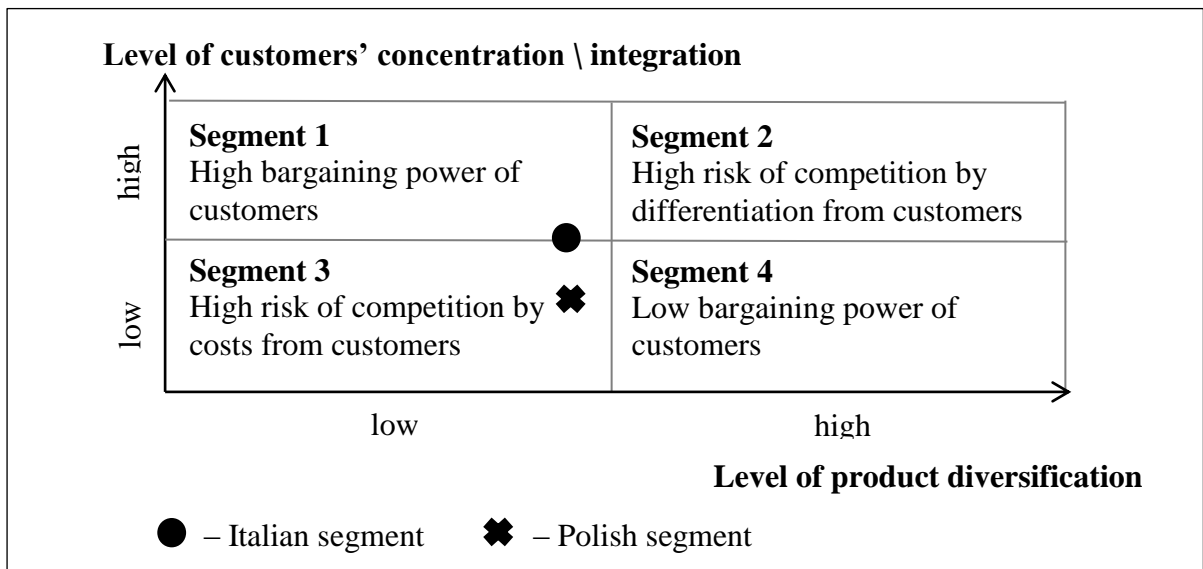 Level of customers’ concentration \ integration
high
Segment 1
High bargaining power of
customers
Segment 2
High risk of competition by
differentiation from customers
low
Segment 3
High risk of competition by
costs from customers
Segment 4
Low bargaining power of
customers
low
high
Level of product diversification
– Italian segment
– Polish segment